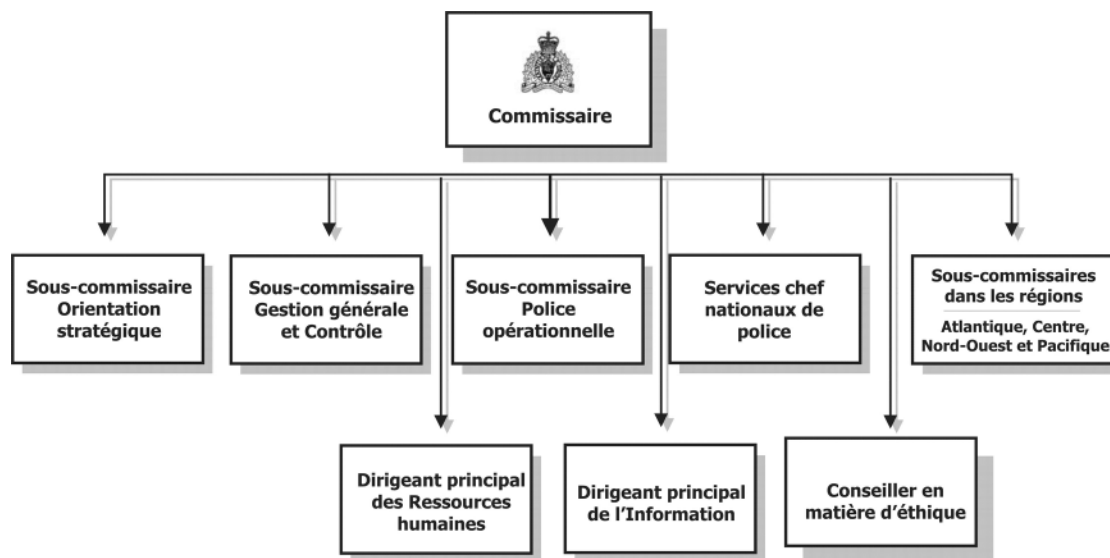 Commissaire
Sous-commissaire
Orientation
stratégique
Sous-commissaire
Gestion générale
et Contrôle
Sous-commissaire
Police
opérationnelle
Services chef
nationaux de
police
Sous-commissaires
dans les régions
Atlantique, Centre,
Nord-Ouest et Pacifique
Dirigeant principal
des Ressources
humaines
Dirigeant principal
de l'Information
Conseiller en
matière d'éthique